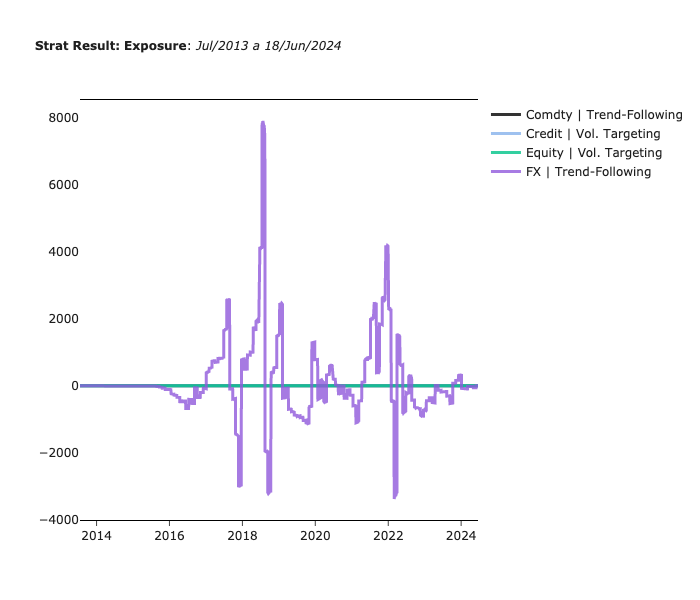 Strat Result: Exposure: Jul/2013 a 18/Jun/2024
8000
6000
4000
2000
0
−2000
−4000
2014 2016 2018 2020 2022 2024
Comdty | Trend-Following
Credit | Vol. Targeting
Equity | Vol. Targeting
FX | Trend-Following